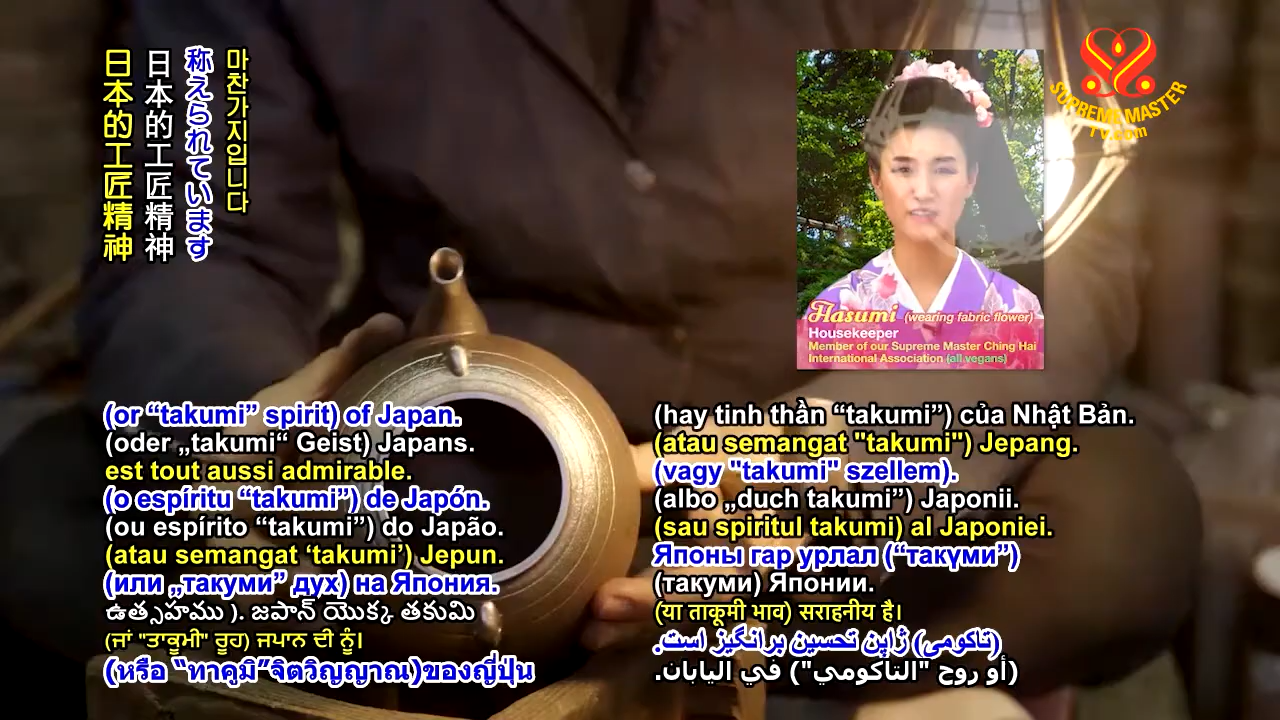 마찬가지입니다
称えられています
日本的工匠精神
日本的工匠精神
SUPREME MASTER
TV.com
Hasumi (wearing fabric flower)
Housekeeper
Member of our Supreme Master Ching Hai
International Association (all vegans)
(or “takumi” spirit) of Japan.
(oder „takumi“ Geist) Japans.
est tout aussi admirable.
(o espíritu “takumi”) de Japón.
(ou espírito “takumi”) do Japão.
(atau semangat ‘takumi’) Jepun.
(или „такуми” дух) на Япония.
ఉత్సహము ). జపాన్ యొక్క తకుమి
(ਜਾਂ "ਤਾਕੂਮੀ" ਰੂਹ) ਜਪਾਨ ਦੀ ਨੂੰ।
(หรือ “ทาคูมิ”จิตวิญญาณ)ของญี่ปุ่น
(hay tinh thần “takumi”) của Nhật Bản.
(atau semangat "takumi") Jepang.
(vagy "takumi" szellem).
(albo „duch takumi”) Japonii.
(sau spiritul takumi) al Japoniei.
Японы гар урлал (“такүми”)
(такуми) Японии.
(या ताकूमी भाव) सराहनीय है।
(تاکومی) ژاپن تحسین برانگیز است.
(أو روح "التاكومي") في اليابان.